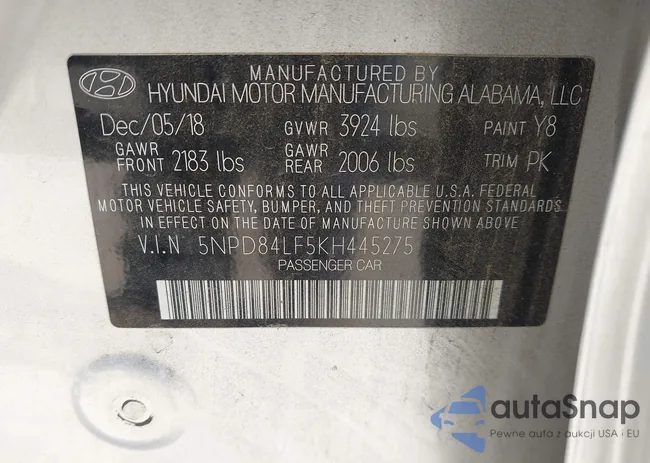 MANUFACTURED BY
HYUNDAI MOTOR MANUFACTURING ALABAMA, LLC
Dec/05/18 GVWR 3924 lbs PAINT Y8
GAWR FRONT 2183 lbs GAWR REAR 2006 lbs TRIM PK
THIS VEHICLE CONFORMS TO ALL APPLICABLE U.S.A. FEDERAL
MOTOR VEHICLE SAFETY, BUMPER, AND THEFT PREVENTION STANDARDS
IN EFFECT ON THE DATE OF MANUFACTURE SHOWN ABOVE.
V.I.N 5NPD84LF5KH445275
PASSENGER CAR
autaSnap
Pewne auto z aukcji USA i EU